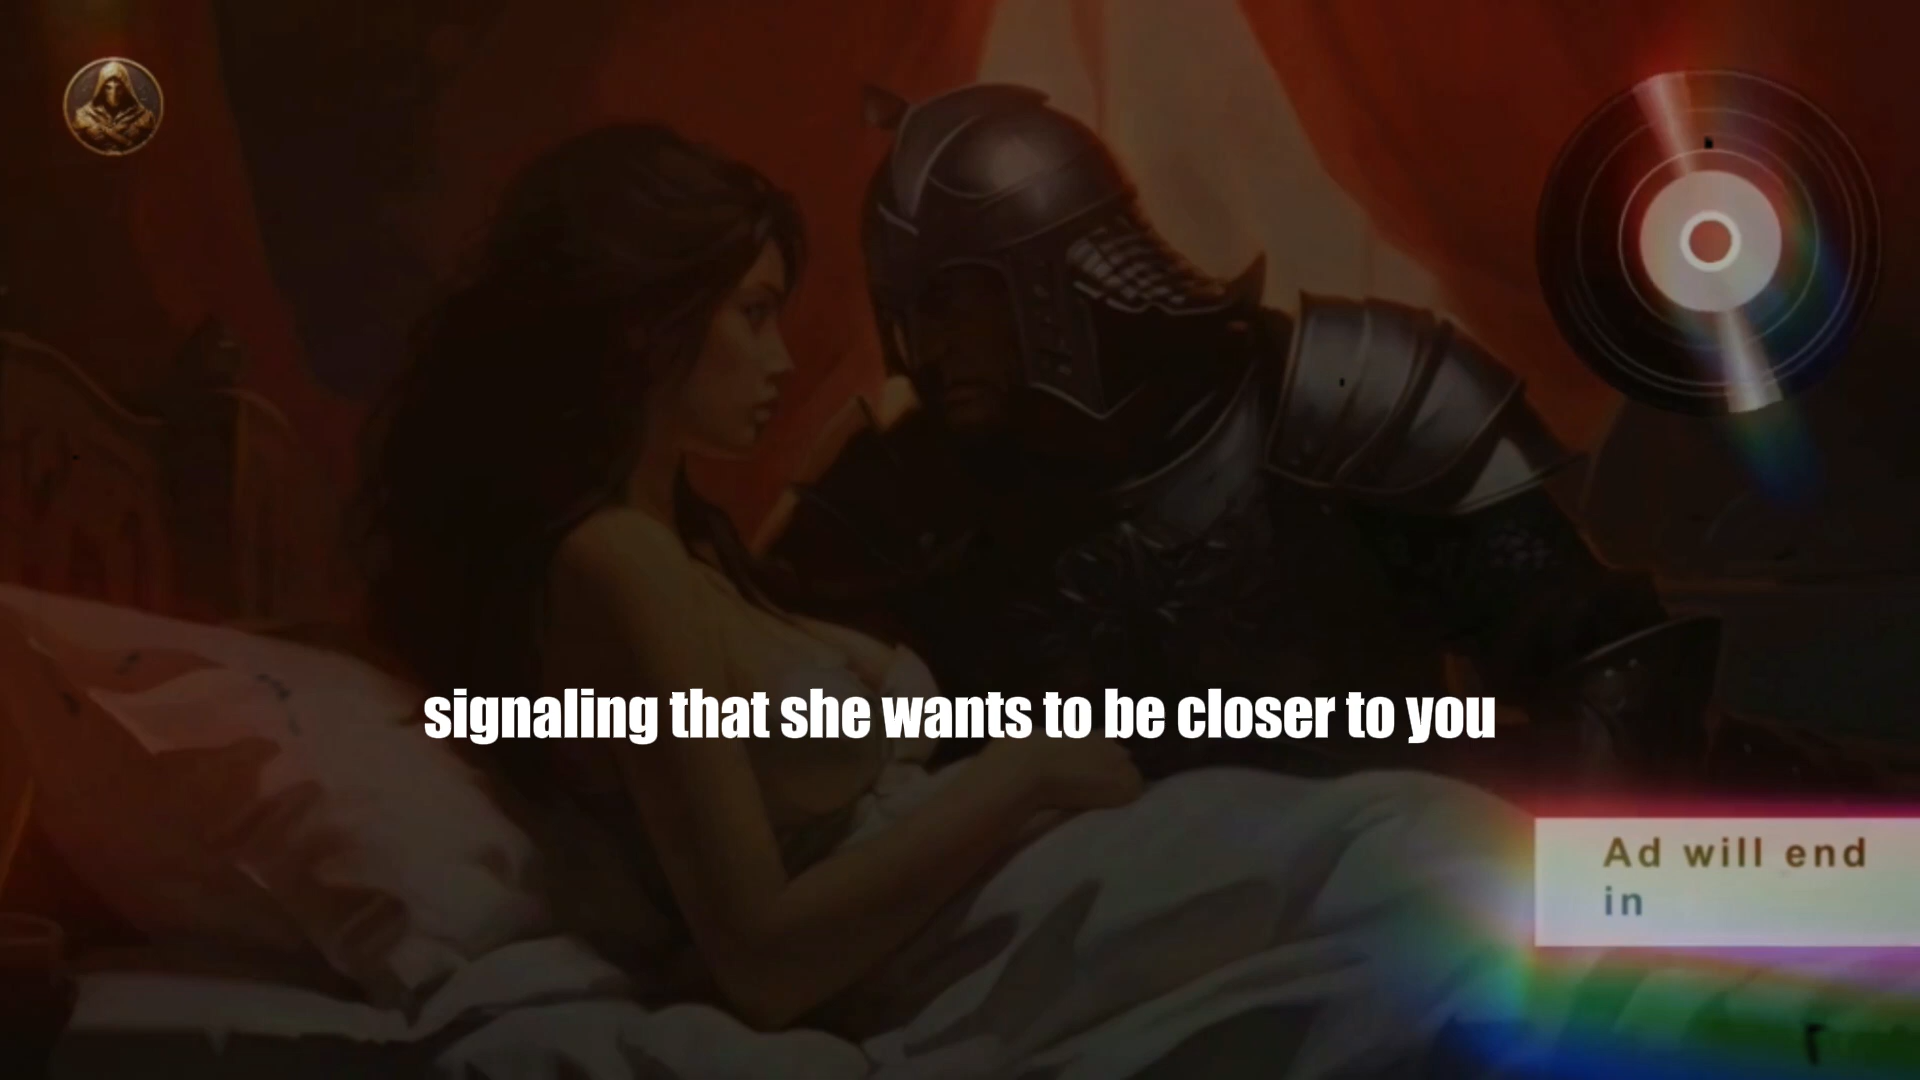 signaling that she wants to be closer to you
Ad will end
in